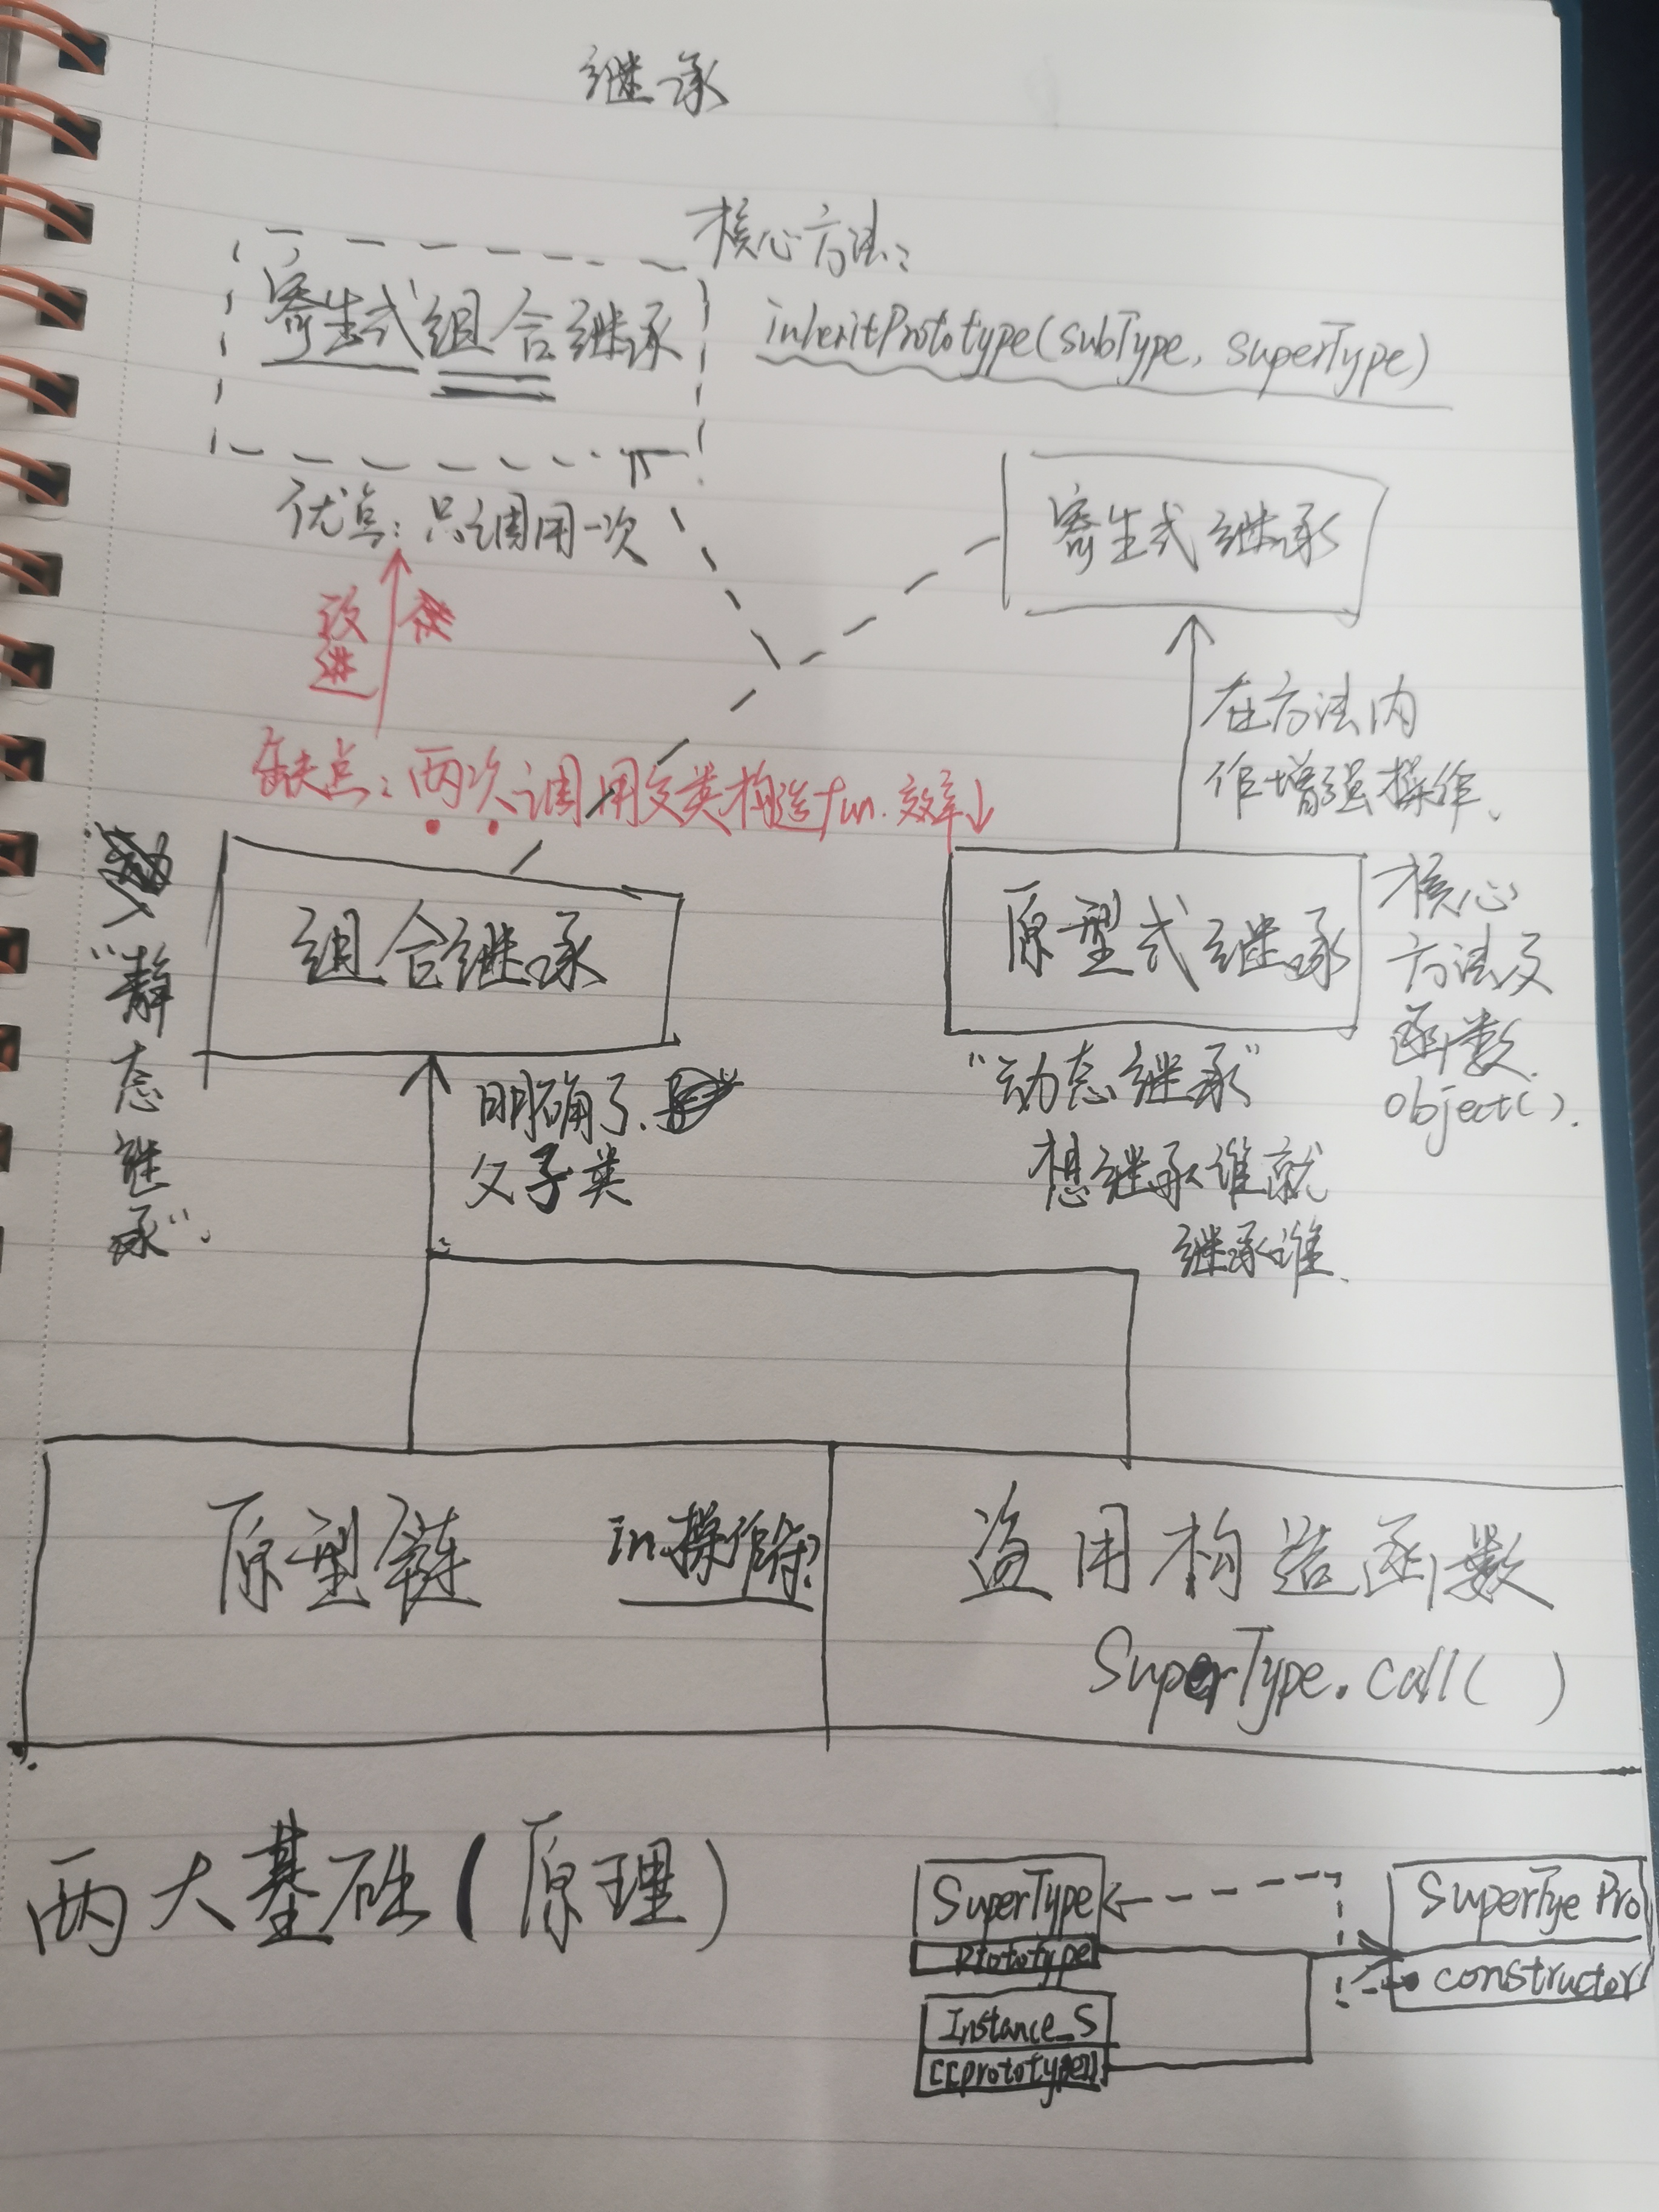 继承
核心方法:
寄生式组合继承
inheritPrototype(subType, superType)
优点:只调用一次
寄生式继承
改进
在方法内
作增强操作、
缺点:两次调用父类构造fun.效率↓
组合继承
原型式继承
核心
方法及
函数.
object().
"静态继承".
明确了.
父子类
"动态继承"
想继承谁就
继承谁、
原型链
in操作符?
盗用构造函数
SuperType.call( )
两大基础(原理)
SuperType
Prototype
SuperTye Pro
constructor
Instance_S
[[prototype]]